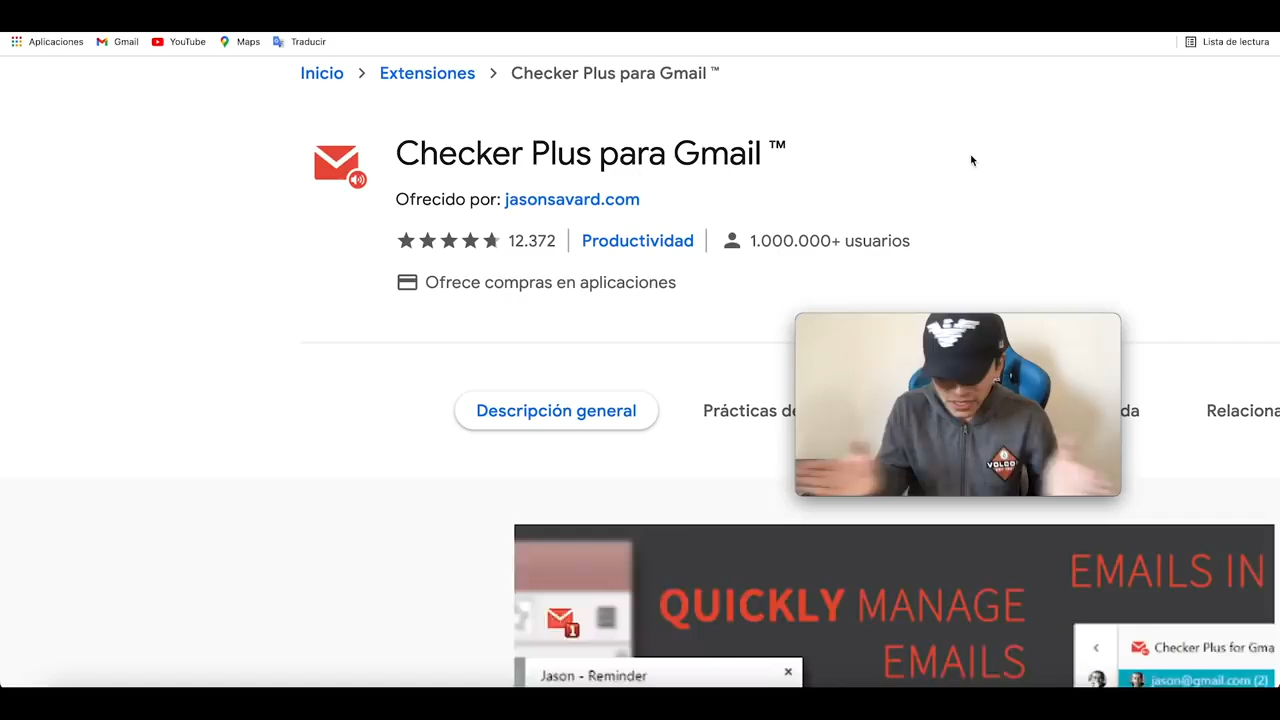 Aplicaciones Gmail YouTube Maps Traducir Lista de lectura
Inicio > Extensiones > Checker Plus para Gmail ™
Checker Plus para Gmail ™
Ofrecido por: jasonsavard.com
12.372 Productividad 1.000.000+ usuarios
Ofrece compras en aplicaciones
Descripción general Prácticas de da Relaciona
VOLCO
EMAILS IN
QUICKLY MANAGE
EMAILS
1
Checker Plus for Gma
Jason - Reminder ×
jason@gmail.com (2)